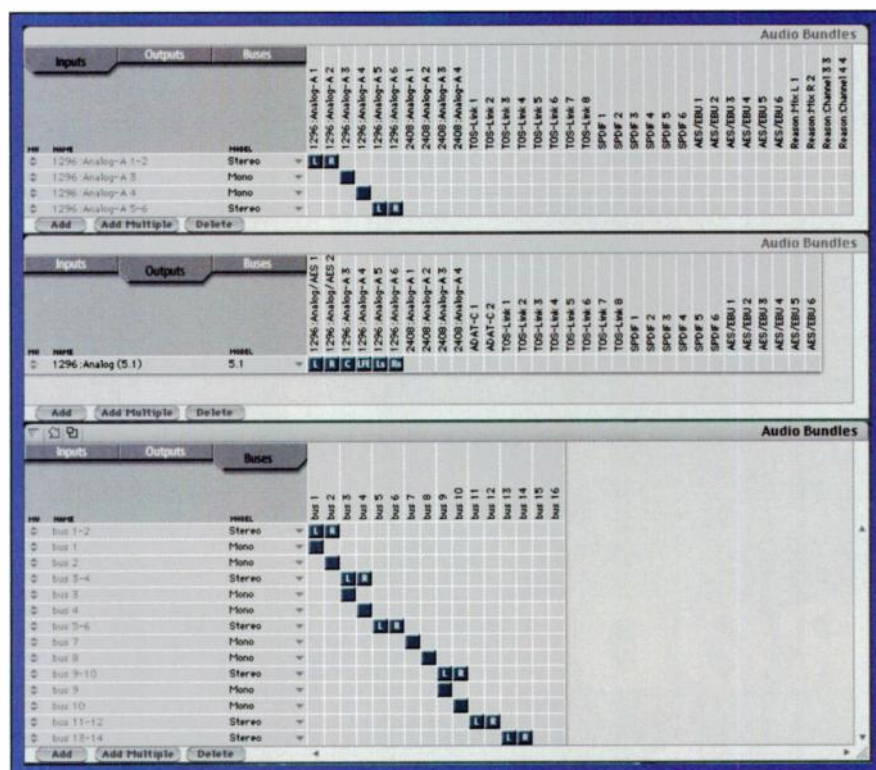 Audio Bundles
Inputs Outputs Buses
1296:Analog-A 1
1296:Analog-A 2
1296:Analog-A 3
1296:Analog-A 4
1296:Analog-A 5
1296:Analog-A 6
2408:Analog-A 1
2408:Analog-A 2
2408:Analog-A 3
2408:Analog-A 4
TOS-Link 1
TOS-Link 2
TOS-Link 3
TOS-Link 4
TOS-Link 5
TOS-Link 6
TOS-Link 7
TOS-Link 8
SPDIF 1
SPDIF 2
SPDIF 3
SPDIF 4
SPDIF 5
SPDIF 6
AES/EBU 1
AES/EBU 2
AES/EBU 3
AES/EBU 4
AES/EBU 5
AES/EBU 6
Reason Mix L 1
Reason Mix R 2
Reason Channel 3 3
Reason Channel 4 4
MV NAME MODEL
1296:Analog-A 1-2 Stereo L R
1296:Analog-A 3 Mono
1296:Analog-A 4 Mono
1296:Analog-A 5-6 Stereo L R
Add Add Multiple Delete
Audio Bundles
Inputs Outputs Buses
1296:Analog/AES 1
1296:Analog/AES 2
1296:Analog-A 3
1296:Analog-A 4
1296:Analog-A 5
1296:Analog-A 6
2408:Analog-A 1
2408:Analog-A 2
2408:Analog-A 3
2408:Analog-A 4
ADAT-C 1
ADAT-C 2
TOS-Link 1
TOS-Link 2
TOS-Link 3
TOS-Link 4
TOS-Link 5
TOS-Link 6
TOS-Link 7
TOS-Link 8
SPDIF 1
SPDIF 2
SPDIF 3
SPDIF 4
SPDIF 5
SPDIF 6
AES/EBU 1
AES/EBU 2
AES/EBU 3
AES/EBU 4
AES/EBU 5
AES/EBU 6
MV NAME MODEL
1296:Analog (5.1) 5.1 L R C LFE Ls Rs
Add Add Multiple Delete
Audio Bundles
Inputs Outputs Buses
bus 1
bus 2
bus 3
bus 4
bus 5
bus 6
bus 7
bus 8
bus 9
bus 10
bus 11
bus 12
bus 13
bus 14
bus 15
bus 16
MV NAME MODEL
bus 1-2 Stereo L R
bus 1 Mono
bus 2 Mono
bus 3-4 Stereo L R
bus 3 Mono
bus 4 Mono
bus 5-6 Stereo L R
bus 7 Mono
bus 8 Mono
bus 9-10 Stereo L R
bus 9 Mono
bus 10 Mono
bus 11-12 Stereo L R
bus 13-14 Stereo L R
Add Add Multiple Delete